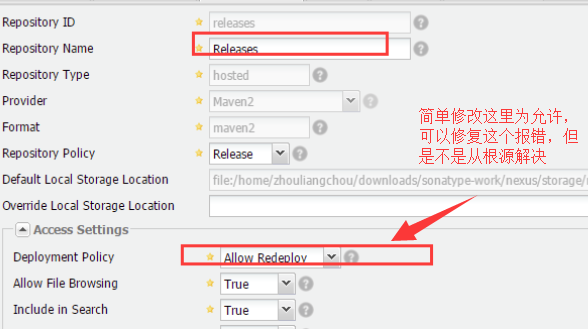 Repository ID releases
Repository Name Releases
Repository Type hosted
Provider Maven2
Format maven2
Repository Policy Release
Default Local Storage Location file:/home/zhouliangchou/downloads/sonatype-work/nexus/storage/
Override Local Storage Location
Access Settings
Deployment Policy Allow Redeploy
Allow File Browsing True
Include in Search True
简单修改这里为允许，
可以修复这个报错，但
是不是从根源解决